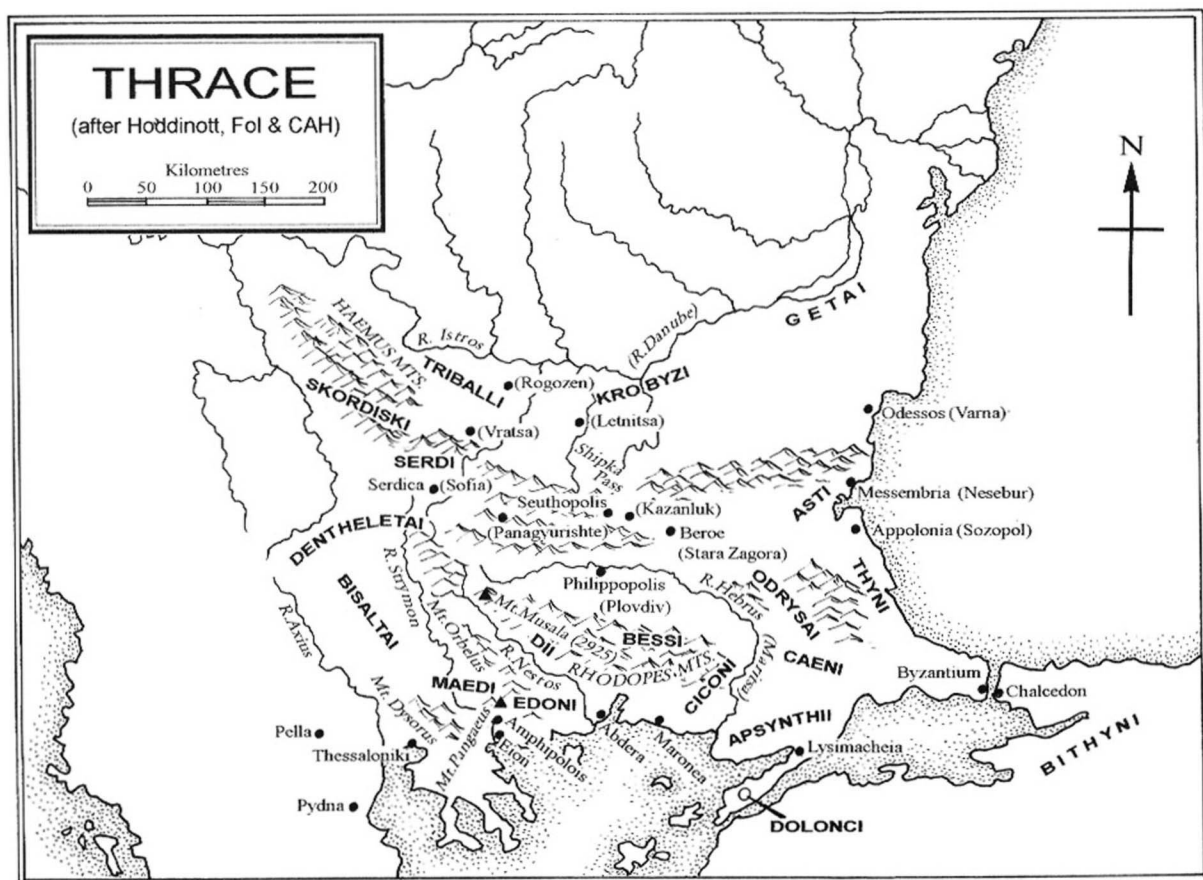 THRACE
(after Hoddinott, Fol & CAH)
Kilometres
0 50 100 150 200
N
GETAI
HAEMUS MTS.
R. Istros
(R.Danube)
TRIBALLI
(Rogozen)
KROBYZI
SKORDISKI
(Vratsa)
(Letnitsa)
Odessos (Varna)
Shipka
Pass
SERDI
Serdica
(Sofia)
Seuthopolis
(Kazanluk)
ASTI
Messembria (Nesebur)
(Panagyurishte)
Beroe
(Stara Zagora)
Appolonia (Sozopol)
DENTHELETAI
R. Strymon
Philippopolis
(Plovdiv)
R.Hebrus
ODRYSAI
THYNI
BISALTAI
R.Axius
Mt.Musala (2925)
Mt.Orbelus
DII
BESSI
R.Nestos
RHODOPES MTS.
CICONI
(Maritsa)
CAENI
Byzantium
Chalcedon
MAEDI
EDONI
Mt. Dysorus
Mt.Pangaeus
Amphipolois
Eion
Abdera
Maronea
APSYNTHII
Lysimacheia
BITHYNI
Pella
Thessaloniki
Pydna
DOLONCI